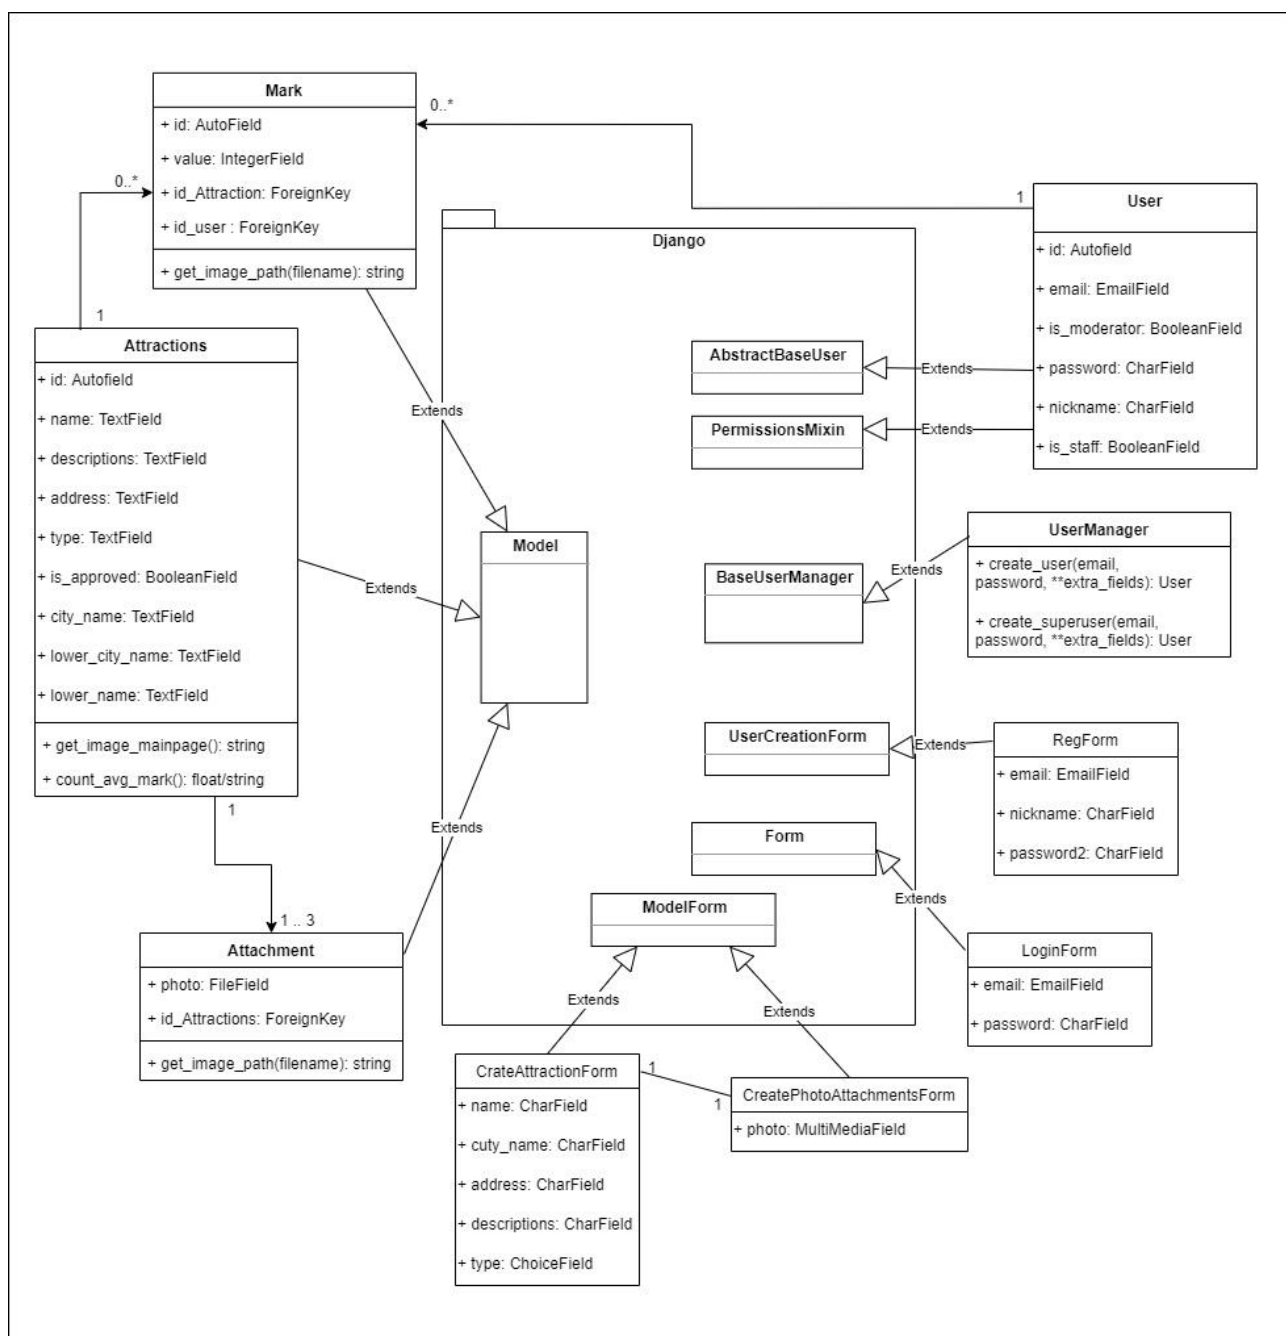 Mark
+ id: AutoField
+ value: IntegerField
+ id_Attraction: ForeignKey
+ id_user : ForeignKey
+ get_image_path(filename): string
0..*
0..*
1
1
User
+ id: Autofield
+ email: EmailField
+ is_moderator: BooleanField
+ password: CharField
+ nickname: CharField
+ is_staff: BooleanField
Django
Attractions
+ id: Autofield
+ name: TextField
+ descriptions: TextField
+ address: TextField
+ type: TextField
+ is_approved: BooleanField
+ city_name: TextField
+ lower_city_name: TextField
+ lower_name: TextField
+ get_image_mainpage(): string
+ count_avg_mark(): float/string
Extends
Extends
Extends
Model
AbstractBaseUser
Extends
PermissionsMixin
Extends
BaseUserManager
Extends
UserManager
+ create_user(email,
password, **extra_fields): User
+ create_superuser(email,
password, **extra_fields): User
UserCreationForm
Extends
RegForm
+ email: EmailField
+ nickname: CharField
+ password2: CharField
Form
Extends
LoginForm
+ email: EmailField
+ password: CharField
ModelForm
Extends
Extends
1
1 .. 3
Attachment
+ photo: FileField
+ id_Attractions: ForeignKey
+ get_image_path(filename): string
CrateAttractionForm
+ name: CharField
+ cuty_name: CharField
+ address: CharField
+ descriptions: CharField
+ type: ChoiceField
1
1
CreatePhotoAttachmentsForm
+ photo: MultiMediaField